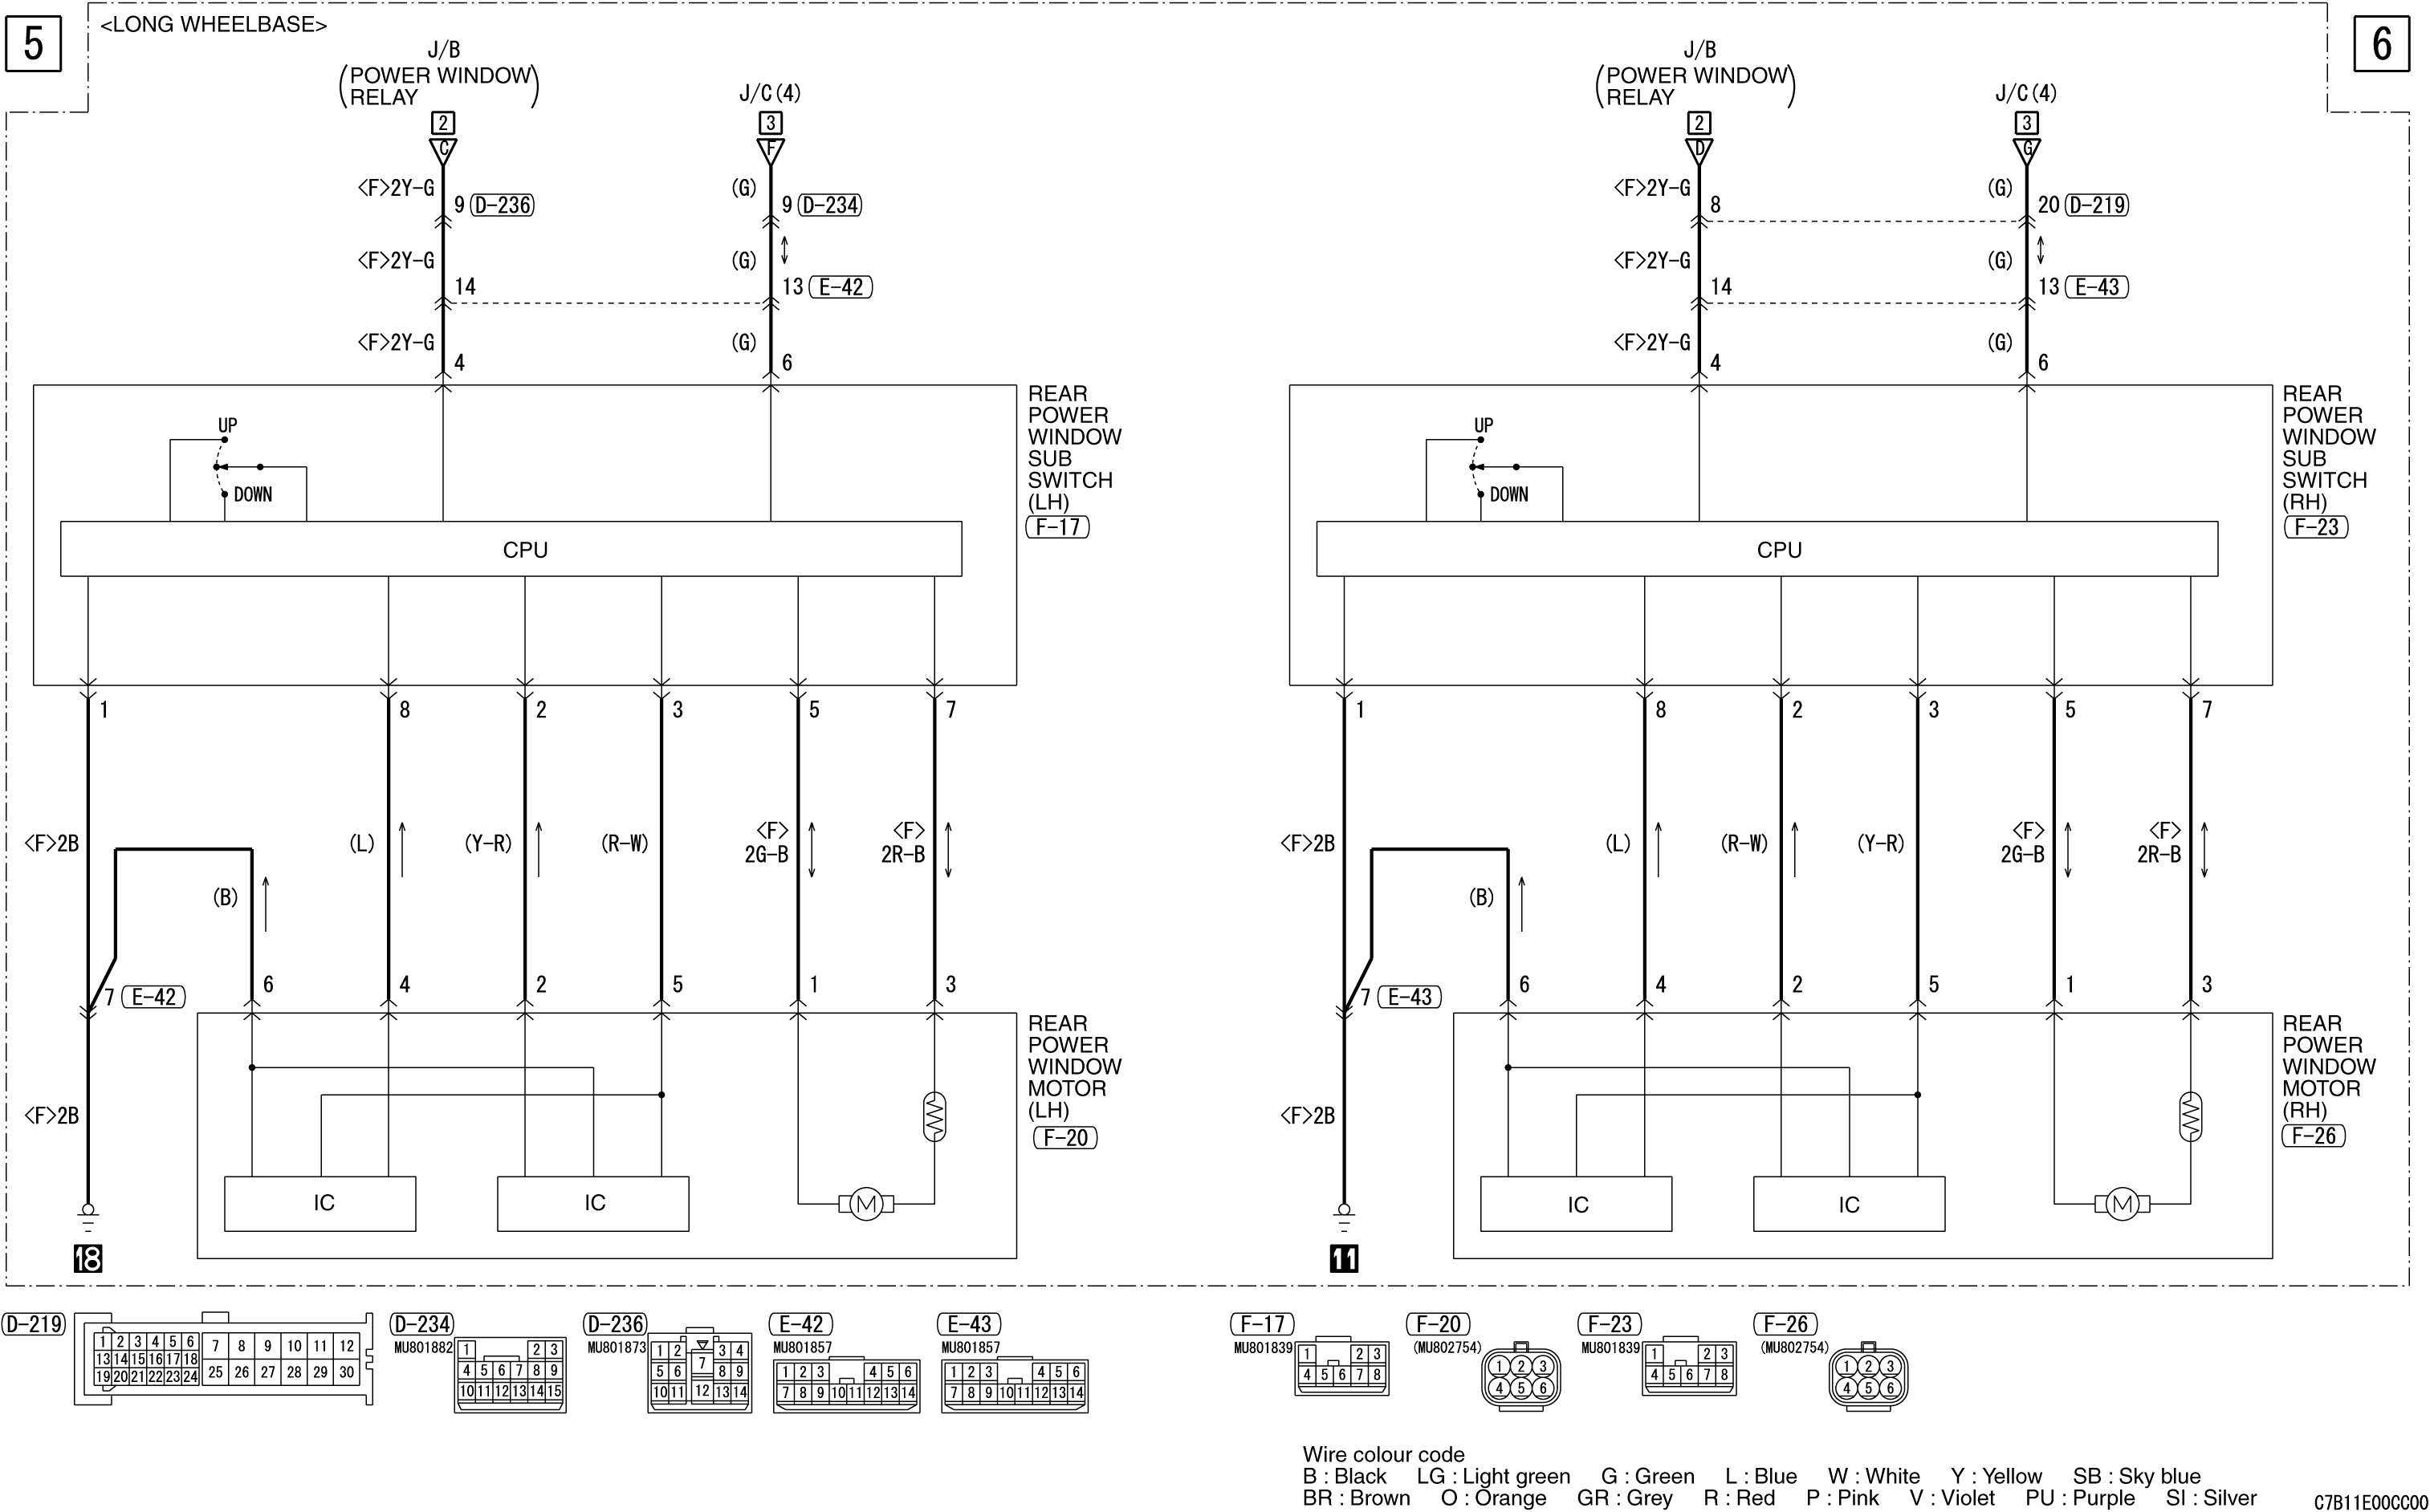 5
<LONG WHEELBASE>
6
J/B
(POWER WINDOW
RELAY)
J/C(4)
2
C
3
F
<F>2Y-G
(G)
9 D-236
9 D-234
<F>2Y-G
(G)
14
13 E-42
<F>2Y-G
(G)
4
6
UP
DOWN
CPU
REAR
POWER
WINDOW
SUB
SWITCH
(LH)
F-17
1 8 2 3 5 7
<F>2B
(B)
(L)
(Y-R)
(R-W)
<F>
2G-B
<F>
2R-B
7 E-42
6 4 2 5 1 3
<F>2B
IC
IC
M
REAR
POWER
WINDOW
MOTOR
(LH)
F-20
18
J/B
(POWER WINDOW
RELAY)
J/C(4)
2
D
3
G
<F>2Y-G
(G)
8
20 D-219
<F>2Y-G
(G)
14
13 E-43
<F>2Y-G
(G)
4
6
UP
DOWN
CPU
REAR
POWER
WINDOW
SUB
SWITCH
(RH)
F-23
1 8 2 3 5 7
<F>2B
(B)
(L)
(R-W)
(Y-R)
<F>
2G-B
<F>
2R-B
7 E-43
6 4 2 5 1 3
<F>2B
IC
IC
M
REAR
POWER
WINDOW
MOTOR
(RH)
F-26
11
D-219
1 2 3 4 5 6 7 8 9 10 11 12
13 14 15 16 17 18
19 20 21 22 23 24 25 26 27 28 29 30
D-234
MU801882
1 2 3
4 5 6 7 8 9
10 11 12 13 14 15
D-236
MU801873
1 2 3 4
5 6 7 8 9
10 11 12 13 14
E-42
MU801857
1 2 3 4 5 6
7 8 9 10 11 12 13 14
E-43
MU801857
1 2 3 4 5 6
7 8 9 10 11 12 13 14
F-17
MU801839
1 2 3
4 5 6 7 8
F-20
(MU802754)
1 2 3
4 5 6
F-23
MU801839
1 2 3
4 5 6 7 8
F-26
(MU802754)
1 2 3
4 5 6
Wire colour code
B : Black LG : Light green G : Green L : Blue W : White Y : Yellow SB : Sky blue
BR : Brown O : Orange GR : Grey R : Red P : Pink V : Violet PU : Purple SI : Silver
C7B11E00CC00